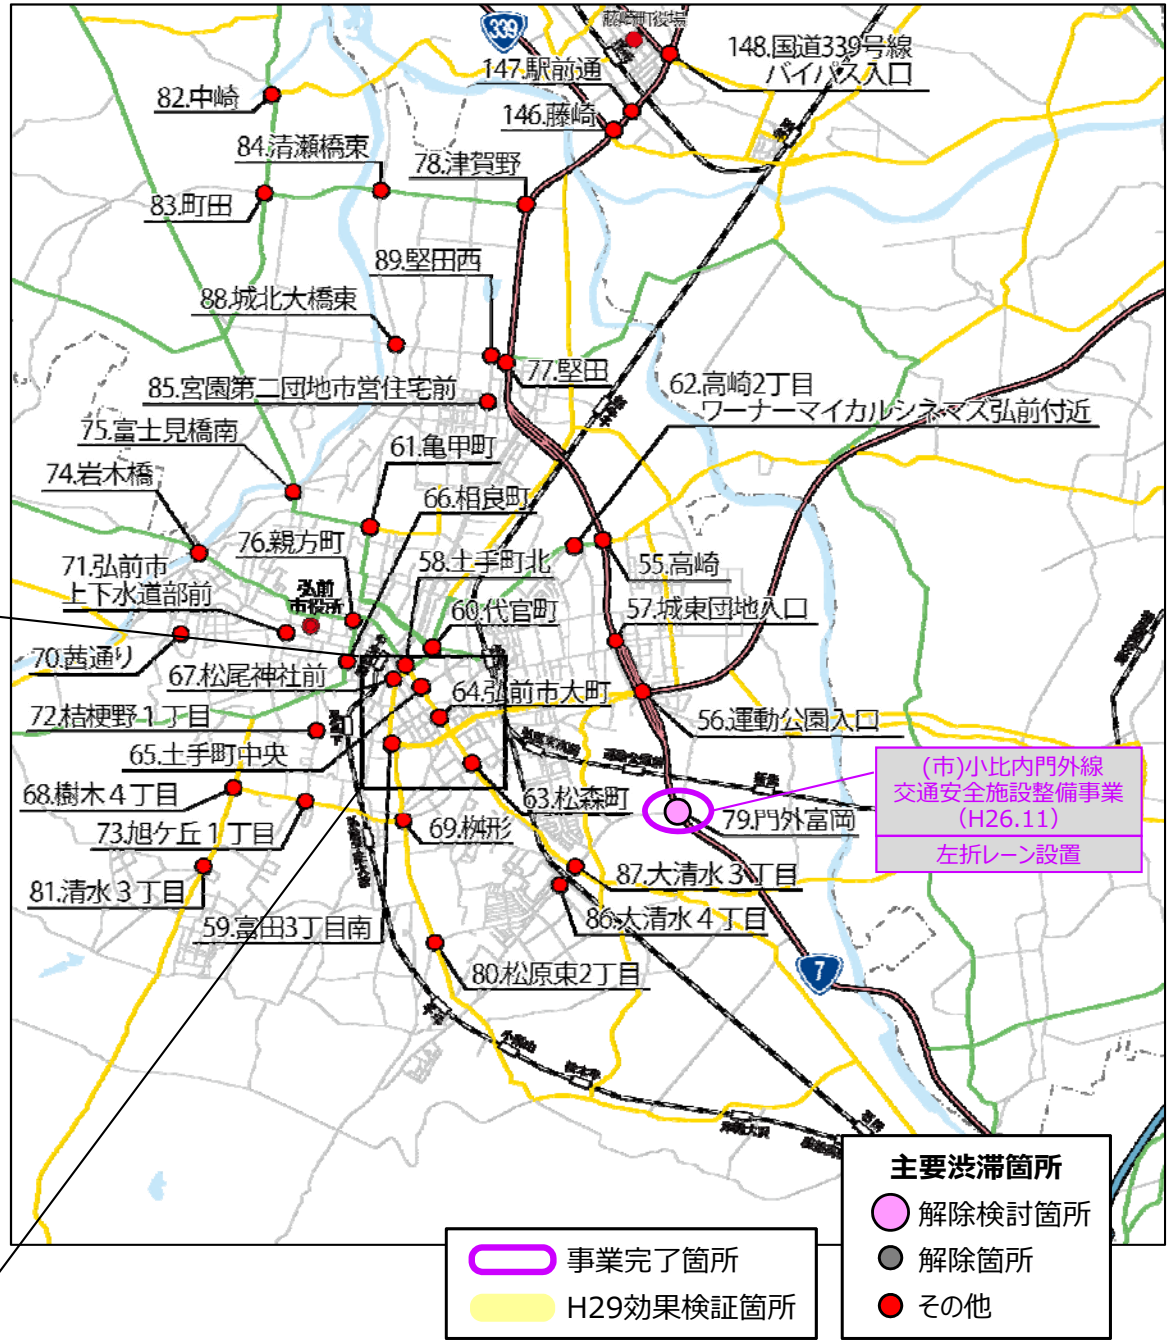 339
藤崎町役場
148.国道339号線
バイパス入口
147.駅前通
82.中崎
146.藤崎
84.清瀬橋東
78.津賀野
83.町田
89.堅田西
88.城北大橋東
77.堅田
62.高崎2丁目
ワーナーマイカルシネマズ弘前付近
85.宮園第二団地市営住宅前
75.富士見橋南
61.亀甲町
74.岩木橋
66.相良町
76.親方町
58.土手町北
55.高崎
71.弘前市
上下水道部前
弘前
市役所
60.代官町
57.城東団地入口
70.茜通り
67.松尾神社前
64.弘前市大町
72.桔梗野１丁目
56.運動公園入口
65.土手町中央
(市)小比内門外線
交通安全施設整備事業
（H26.11）
左折レーン設置
68.樹木４丁目
63.松森町
79.門外富岡
73.旭ケ丘１丁目
69.桝形
81.清水３丁目
87.大清水３丁目
86.大清水４丁目
59.富田3丁目南
80.松原東2丁目
7
主要渋滞箇所
解除検討箇所
解除箇所
その他
事業完了箇所
H29効果検証箇所